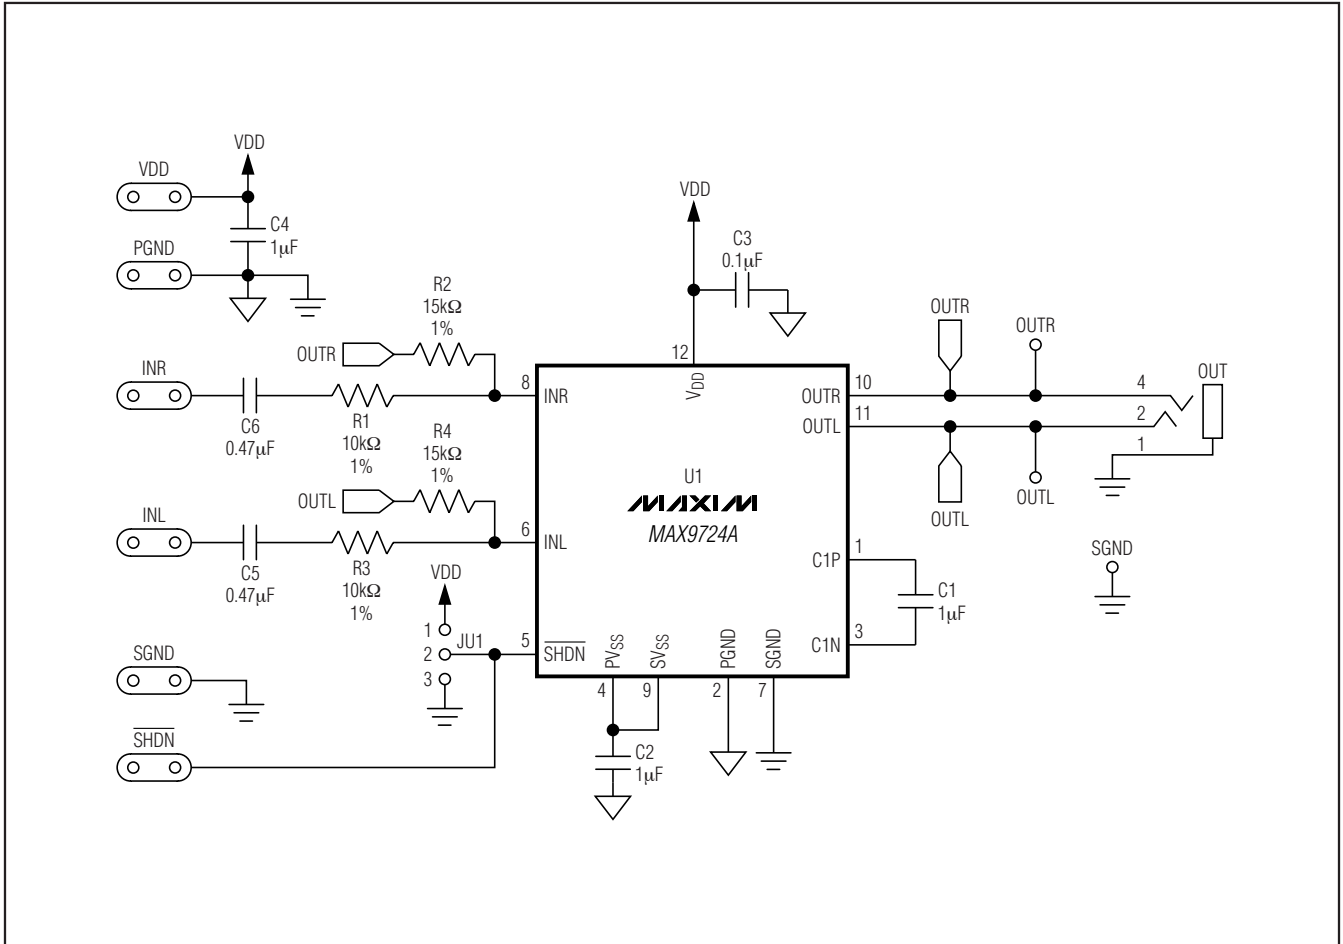 VDD
VDD
C4
1µF
PGND
VDD
C3
0.1µF
R2
15kΩ
1%
OUTR
INR
C6
0.47µF
R1
10kΩ
1%
8
INR
R4
15kΩ
1%
OUTL
INL
C5
0.47µF
R3
10kΩ
1%
6
INL
VDD
1
2
3
JU1
5
SHDN
SGND
SHDN
12
VDD
U1
MAXIM
MAX9724A
OUTR
10
OUTL
11
C1P
1
C1N
3
C1
1µF
PVSS
SVSS
PGND
SGND
4
9
2
7
C2
1µF
OUTR
OUTR
OUTL
OUTL
4
2
1
OUT
SGND